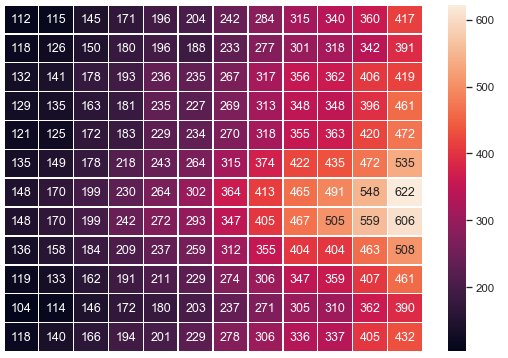 112 115 145 171 196 204 242 284 315 340 360 417
118 126 150 180 196 188 233 277 301 318 342 391
132 141 178 193 236 235 267 317 356 362 406 419
129 135 163 181 235 227 269 313 348 348 396 461
121 125 172 183 229 234 270 318 355 363 420 472
135 149 178 218 243 264 315 374 422 435 472 535
148 170 199 230 264 302 364 413 465 491 548 622
148 170 199 242 272 293 347 405 467 505 559 606
136 158 184 209 237 259 312 355 404 404 463 508
119 133 162 191 211 229 274 306 347 359 407 461
104 114 146 172 180 203 237 271 305 310 362 390
118 140 166 194 201 229 278 306 336 337 405 432
600
500
400
300
200